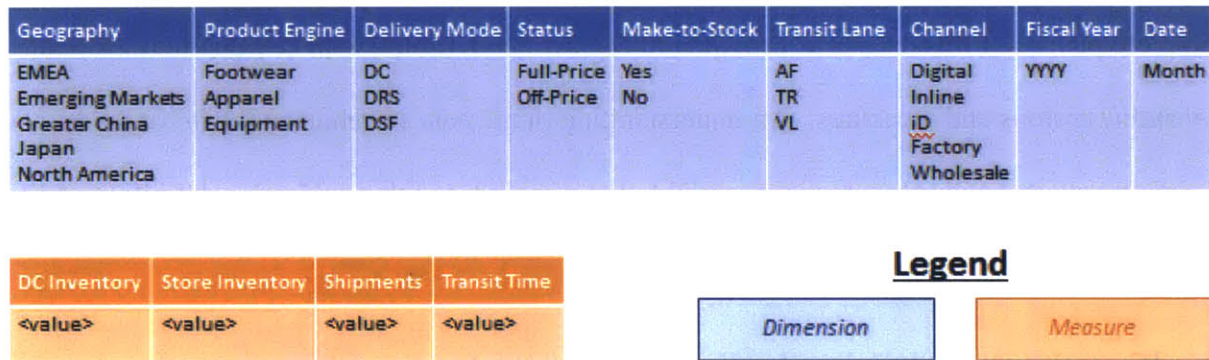 Geography Product Engine Delivery Mode Status Make-to-Stock Transit Lane Channel Fiscal Year Date
EMEA Footwear DC Full-Price Yes AF Digital YYYY Month
Emerging Markets Apparel DRS Off-Price No TR Inline
Greater China Equipment DSF VL iD
Japan Factory
North America Wholesale
DC Inventory Store Inventory Shipments Transit Time
<value> <value> <value> <value>
Legend
Dimension Measure